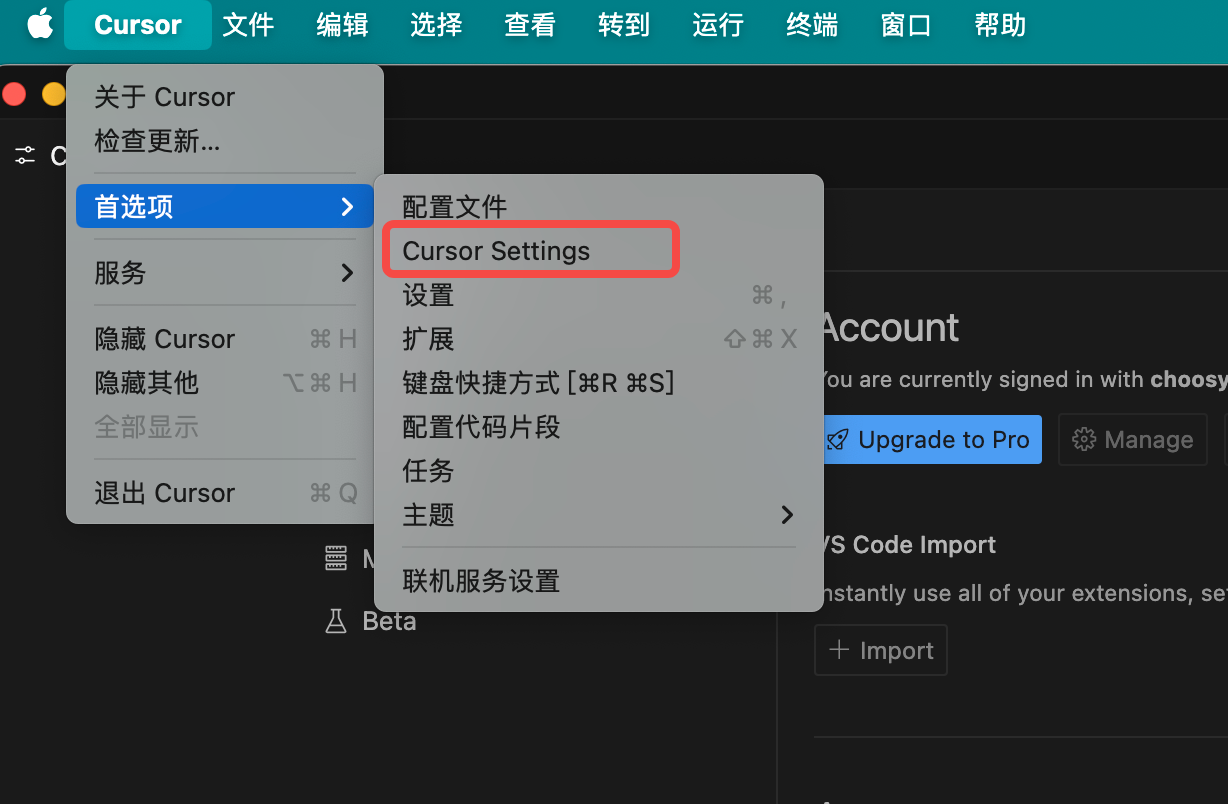 Cursor 文件 编辑 选择 查看 转到 运行 终端 窗口 帮助
关于 Cursor
检查更新...
首选项
服务
隐藏 Cursor ⌘ H
隐藏其他 ⌥ ⌘ H
全部显示
退出 Cursor ⌘ Q
配置文件
Cursor Settings
设置 ⌘ ,
扩展 ⇧ ⌘ X
键盘快捷方式 [⌘R ⌘S]
配置代码片段
任务
主题
联机服务设置
Beta
Account
You are currently signed in with choosy
Upgrade to Pro
Manage
VS Code Import
Instantly use all of your extensions, se
Import